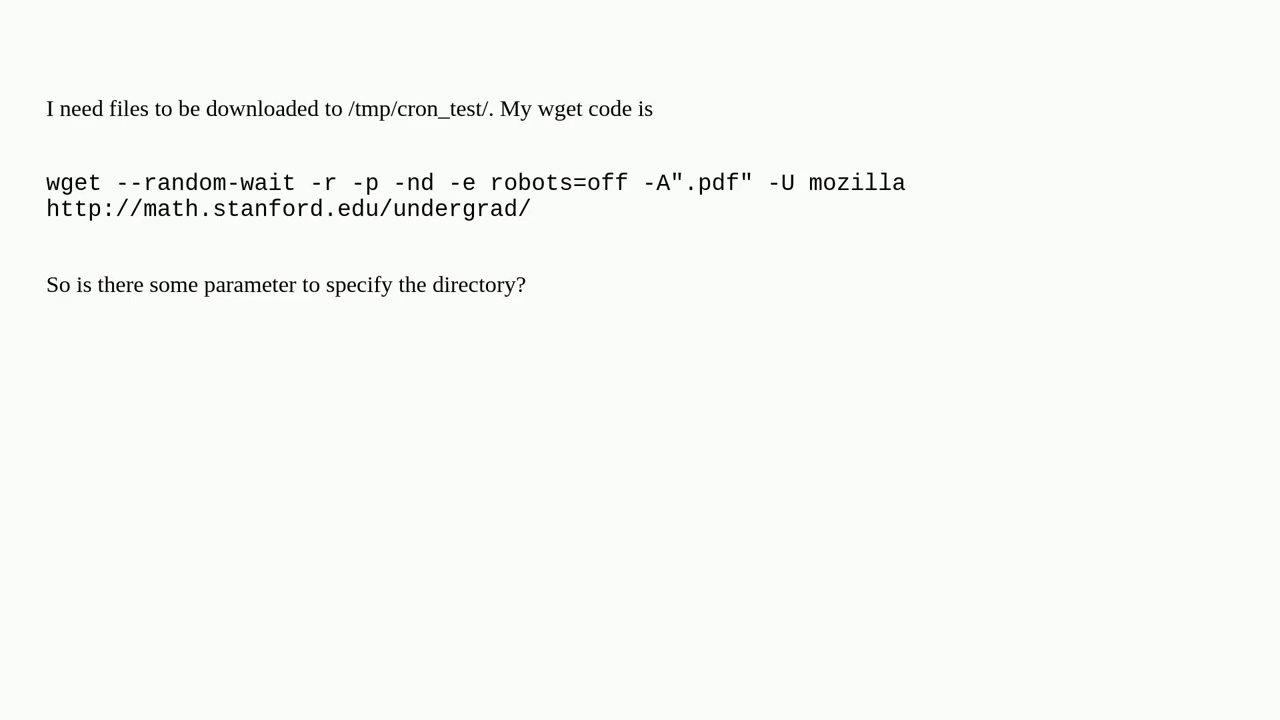 I need files to be downloaded to /tmp/cron_test/. My wget code is
wget --random-wait -r -p -nd -e robots=off -A".pdf" -U mozilla
http://math.stanford.edu/undergrad/
So is there some parameter to specify the directory?